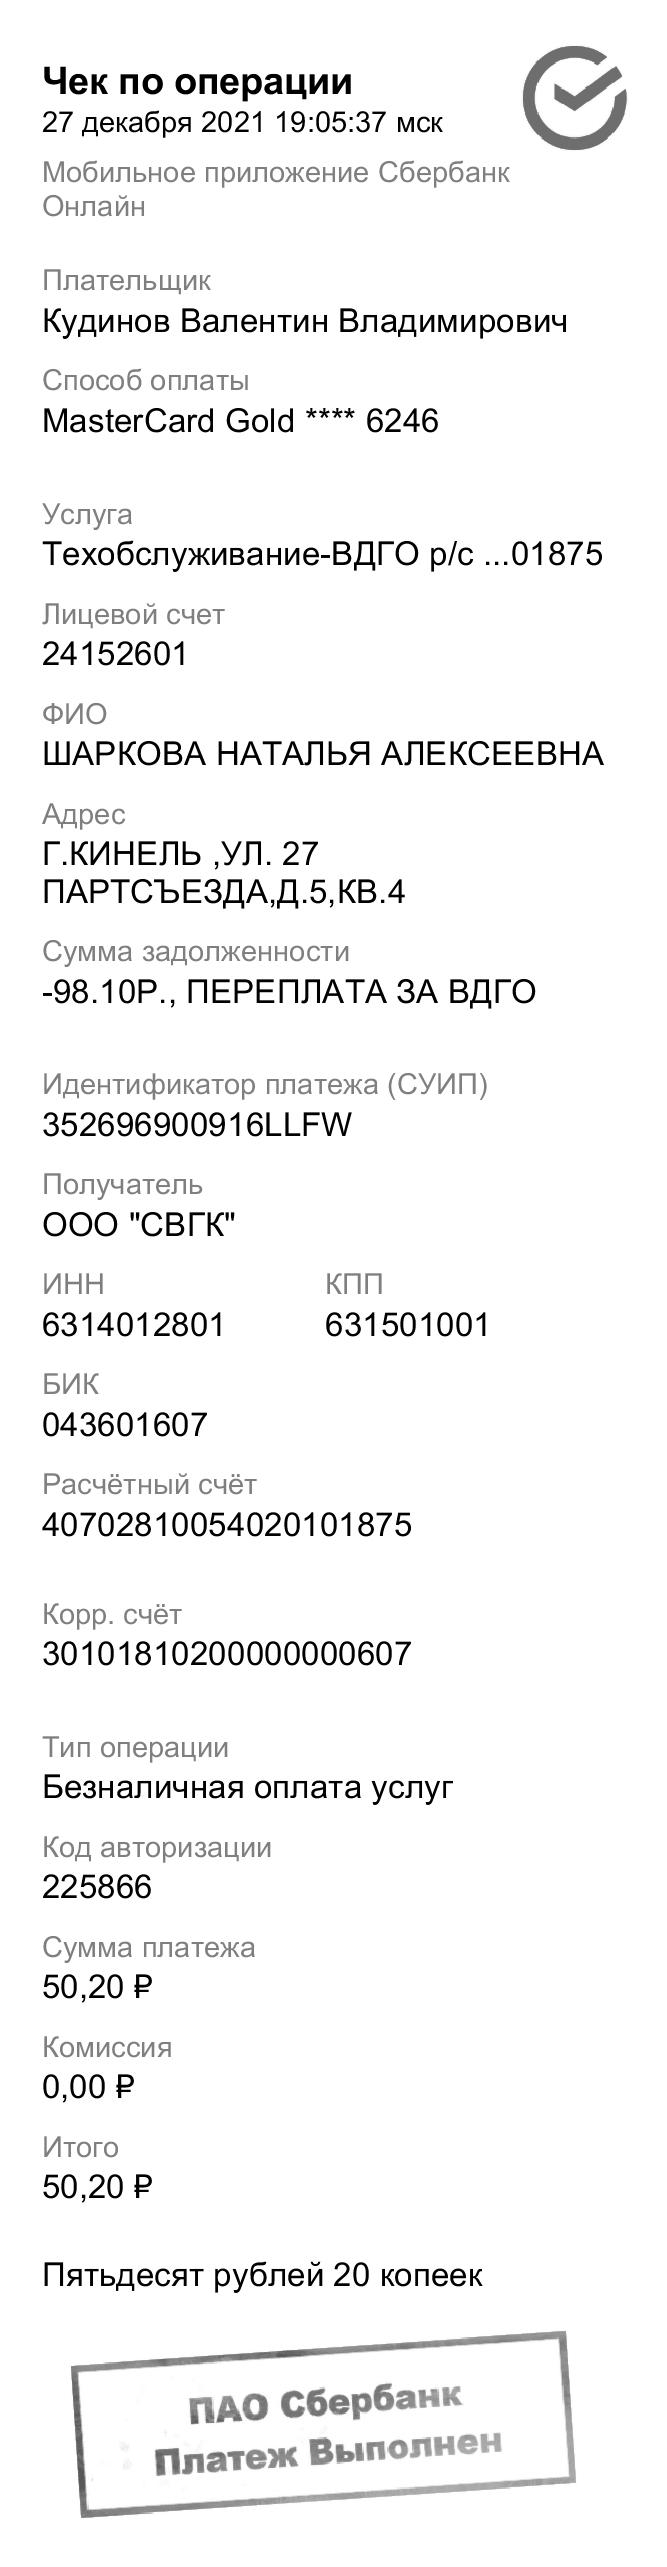 Чек по операции
27 декабря 2021 19:05:37 мск
Мобильное приложение Сбербанк
Онлайн
Плательщик
Кудинов Валентин Владимирович
Способ оплаты
MasterCard Gold **** 6246
Услуга
Техобслуживание-ВДГО р/с ...01875
Лицевой счет
24152601
ФИО
ШАРКОВА НАТАЛЬЯ АЛЕКСЕЕВНА
Адрес
Г.КИНЕЛЬ ,УЛ. 27
ПАРТСЪЕЗДА,Д.5,КВ.4
Сумма задолженности
-98.10Р., ПЕРЕПЛАТА ЗА ВДГО
Идентификатор платежа (СУИП)
352696900916LLFW
Получатель
ООО "СВГК"
ИНН КПП
6314012801 631501001
БИК
043601607
Расчётный счёт
40702810054020101875
Корр. счёт
30101810200000000607
Тип операции
Безналичная оплата услуг
Код авторизации
225866
Сумма платежа
50,20 ₽
Комиссия
0,00 ₽
Итого
50,20 ₽
Пятьдесят рублей 20 копеек
ПАО Сбербанк
Платеж Выполнен